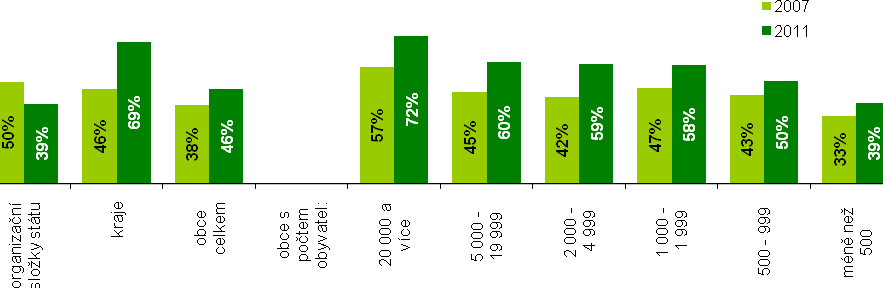 2007
2011
50%
39%
46%
69%
38%
46%
57%
72%
45%
60%
42%
59%
47%
58%
43%
50%
33%
39%
organizační
složky státu
kraje
obce
celkem
obce s
počtem
obyvatel:
20 000 a
více
5 000 -
19 999
2 000 -
4 999
1 000 -
1 999
500 - 999
méně než
500